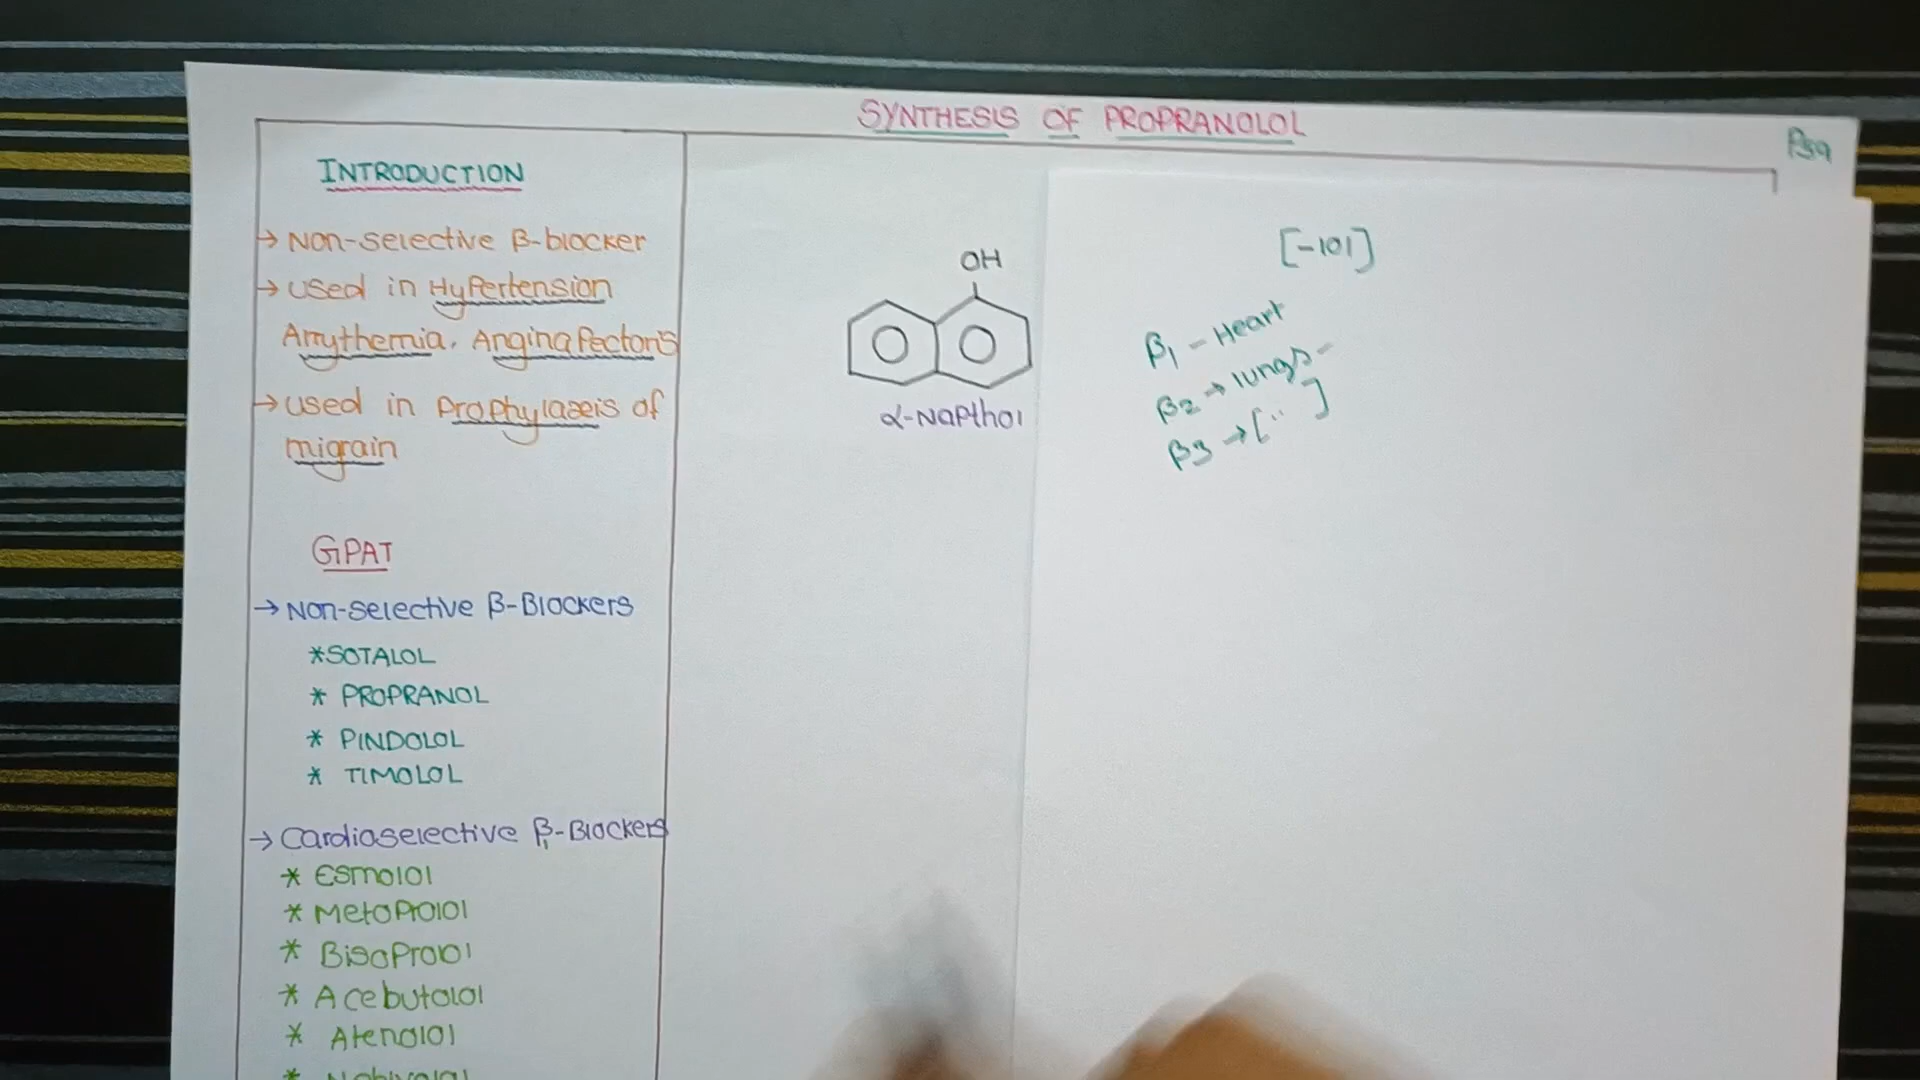 SYNTHESIS OF PROPRANOLOL
INTRODUCTION
→ Non-selective β-blocker
→ used in Hypertension
Arrythemia, Angina Pectoris
→ used in Prophylaxeis of
migrain
GPAT
→ Non-selective β-Blockers
*SOTALOL
* PROPRANOL
* PINDOLOL
* TIMOLOL
→ Cardioselective β1-Blockers
* Esmolol
* Metoprolol
* Bisoprolol
* Acebutolol
* Atenolol
OH
α-Napthol
[-lol]
β1 - Heart
β2 → lungs -
β3 → [" ]